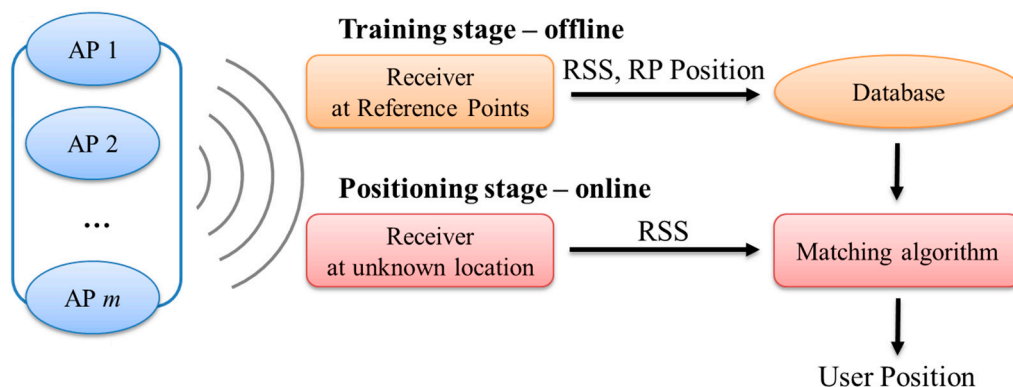 AP 1
AP 2
...
AP m
Training stage – offline
Receiver
at Reference Points
RSS, RP Position
Database
Positioning stage – online
Receiver
at unknown location
RSS
Matching algorithm
User Position